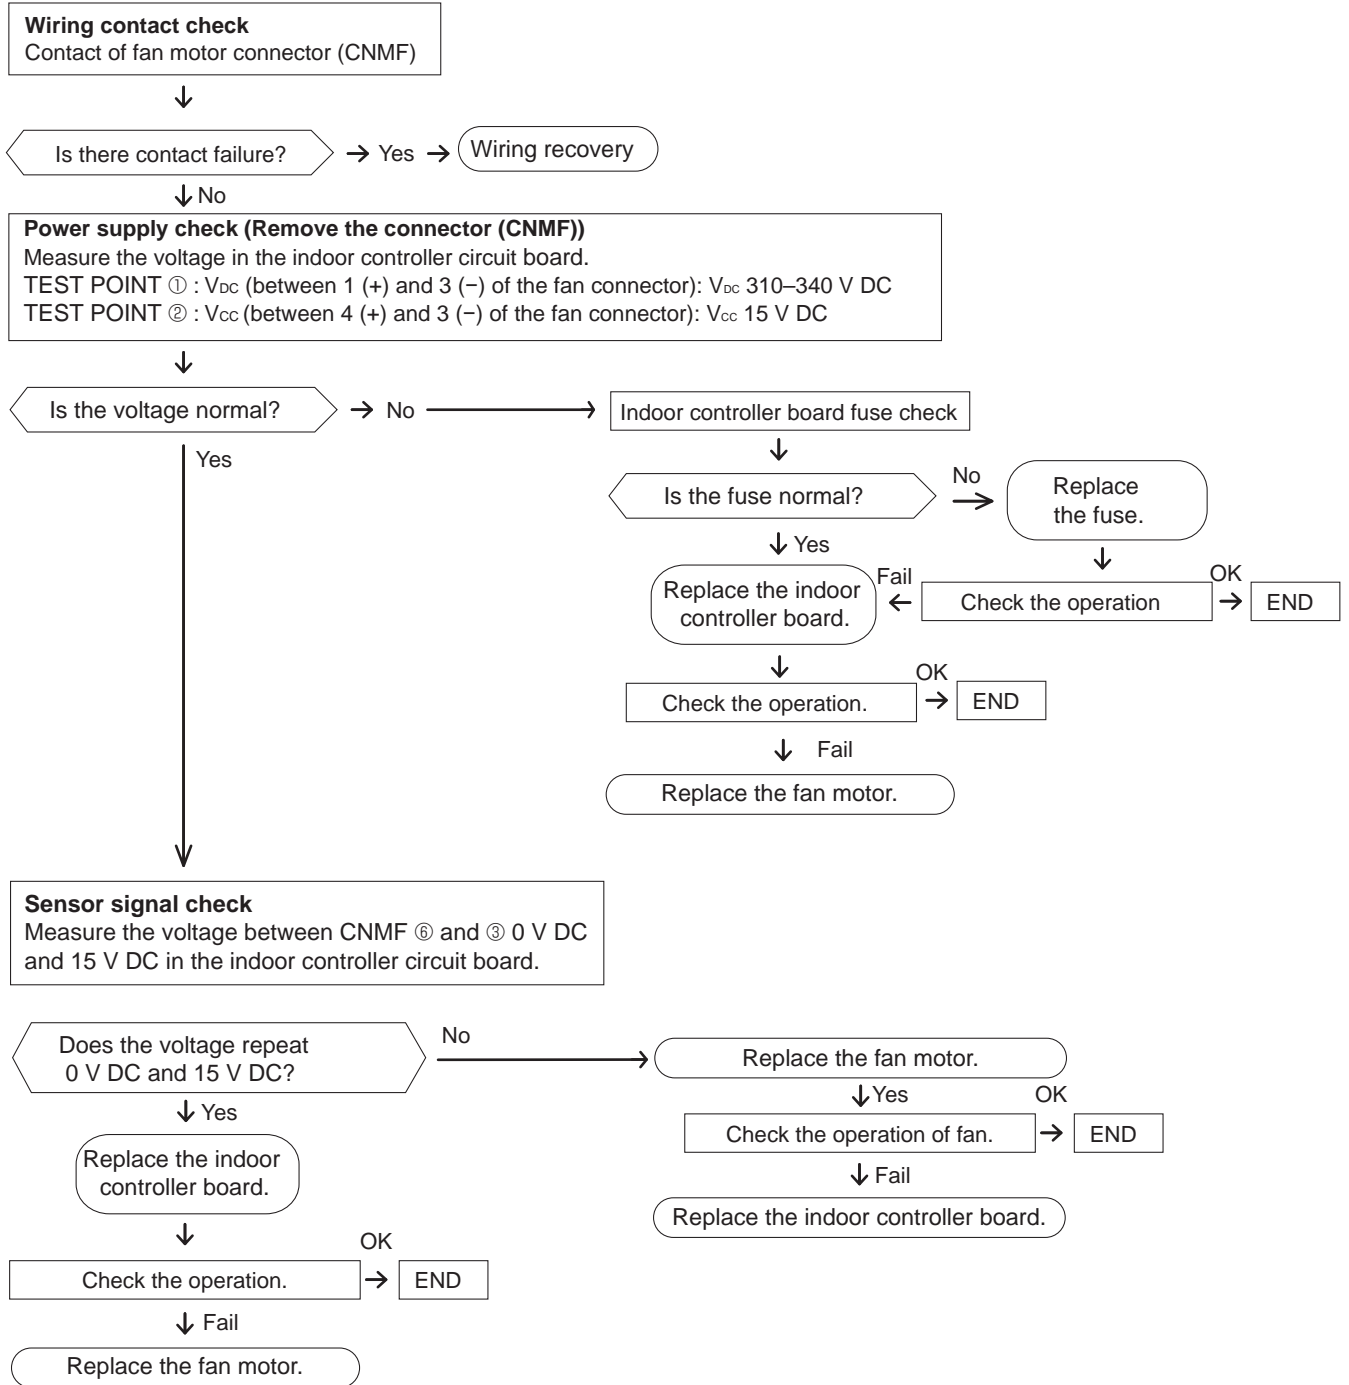 Wiring contact check
Contact of fan motor connector (CNMF)
Is there contact failure?
Yes
Wiring recovery
No
Power supply check (Remove the connector (CNMF))
Measure the voltage in the indoor controller circuit board.
TEST POINT ① : VDC (between 1 (+) and 3 (−) of the fan connector): VDC 310–340 V DC
TEST POINT ② : VCC (between 4 (+) and 3 (−) of the fan connector): VCC 15 V DC
Is the voltage normal?
No
Indoor controller board fuse check
Yes
Is the fuse normal?
No
Replace
the fuse.
Yes
Replace the indoor
controller board.
Fail
Check the operation
OK
END
Check the operation.
OK
END
Fail
Replace the fan motor.
Sensor signal check
Measure the voltage between CNMF ⑥ and ③ 0 V DC
and 15 V DC in the indoor controller circuit board.
Does the voltage repeat
0 V DC and 15 V DC?
No
Replace the fan motor.
Yes
OK
Check the operation of fan.
END
Fail
Replace the indoor controller board.
Yes
Replace the indoor
controller board.
OK
Check the operation.
END
Fail
Replace the fan motor.